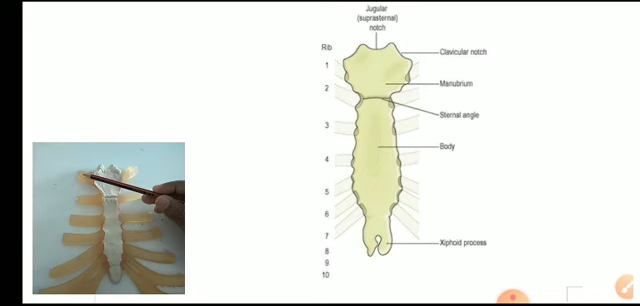 Jugular
(suprasternal)
notch
Rib
Clavicular notch
1
Manubrium
2
Sternal angle
3
Body
4
5
6
7
Xiphoid process
8
9
10